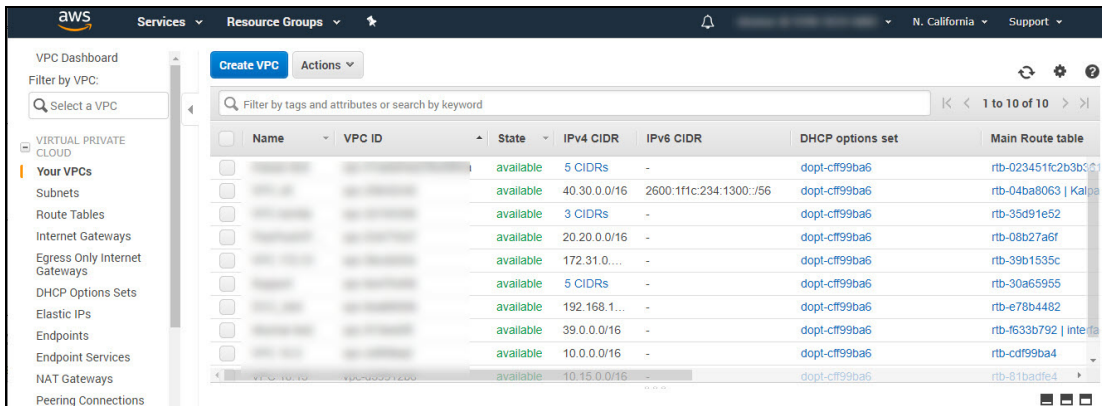 aws Services Resource Groups N. California Support
VPC Dashboard
Filter by VPC:
Select a VPC
VIRTUAL PRIVATE
CLOUD
Your VPCs
Subnets
Route Tables
Internet Gateways
Egress Only Internet
Gateways
DHCP Options Sets
Elastic IPs
Endpoints
Endpoint Services
NAT Gateways
Peering Connections
Create VPC Actions
Filter by tags and attributes or search by keyword 1 to 10 of 10
Name VPC ID State IPv4 CIDR IPv6 CIDR DHCP options set Main Route table
available 5 CIDRs - dopt-cff99ba6
available 40.30.0.0/16 2600:1f1c:234:1300::/56 dopt-cff99ba6 rtb-04ba8063 |
available 3 CIDRs - dopt-cff99ba6 rtb-35d91e52
available 20.20.0.0/16 - dopt-cff99ba6 rtb-08b27a6f
available 172.31.0.... - dopt-cff99ba6 rtb-39b1535c
available 5 CIDRs - dopt-cff99ba6 rtb-30a65955
available 192.168.1... - dopt-cff99ba6 rtb-e78b4482
available 39.0.0.0/16 - dopt-cff99ba6 rtb-f633b792 |
available 10.0.0.0/16 - dopt-cff99ba6 rtb-cdf99ba4
available 10.15.0.0/16 - dopt-cff99ba6 rtb-81badfe4